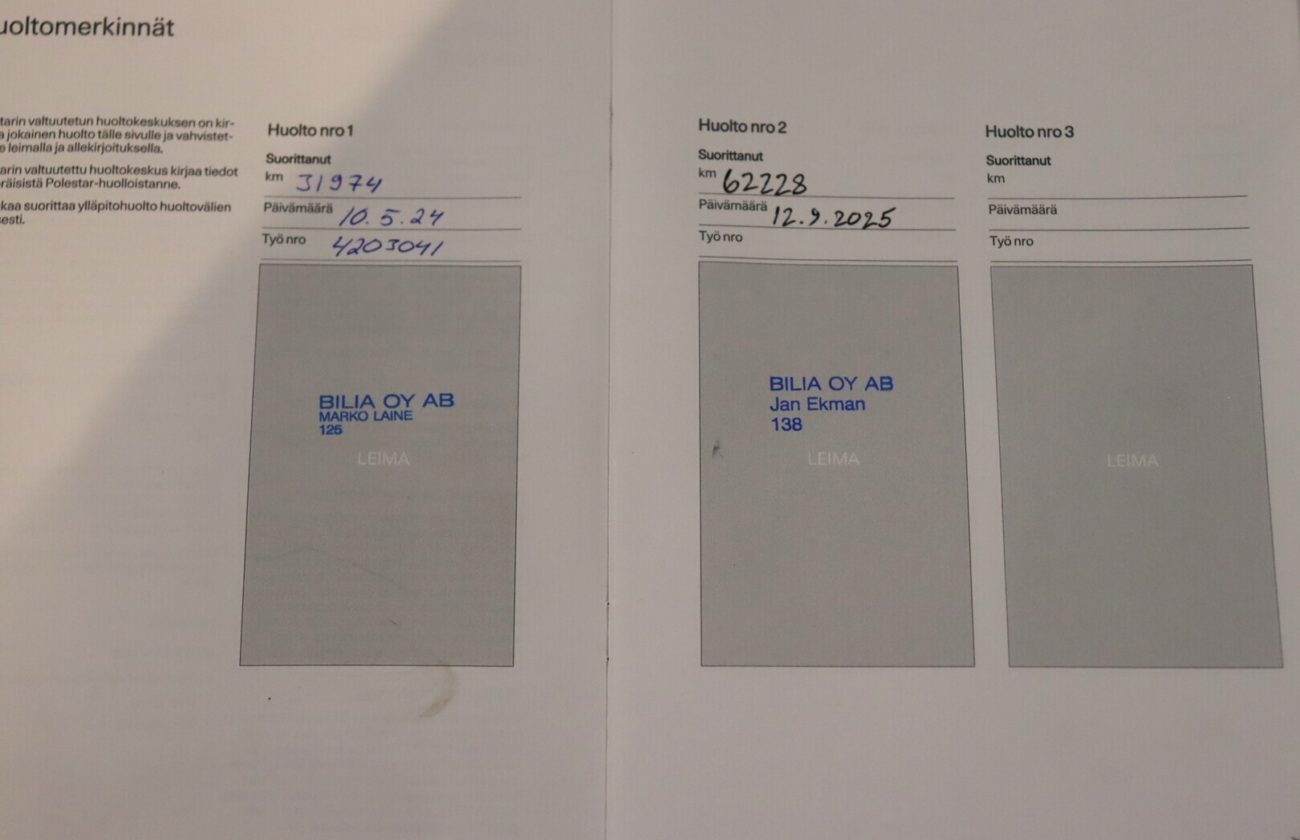 uoltomerkinnät
tarin valtuutetun huoltokeskuksen on kir-
a jokainen huolto tälle sivulle ja vahvistet-
e leimalla ja allekirjoituksella.
arin valtuutettu huoltokeskus kirjaa tiedot
räisistä Polestar-huolloistanne.
kaa suorittaa ylläpitohuolto huoltovälien
esti.
Huolto nro 1
Suorittanut
km 31974
Päivämäärä 10.5.24
Työ nro 4203041
BILIA OY AB
MARKO LAINE
125
LEIMA
Huolto nro 2
Suorittanut
km 62228
Päivämäärä 12.9.2025
Työ nro
BILIA OY AB
Jan Ekman
138
LEIMA
Huolto nro 3
Suorittanut
km
Päivämäärä
Työ nro
LEIMA